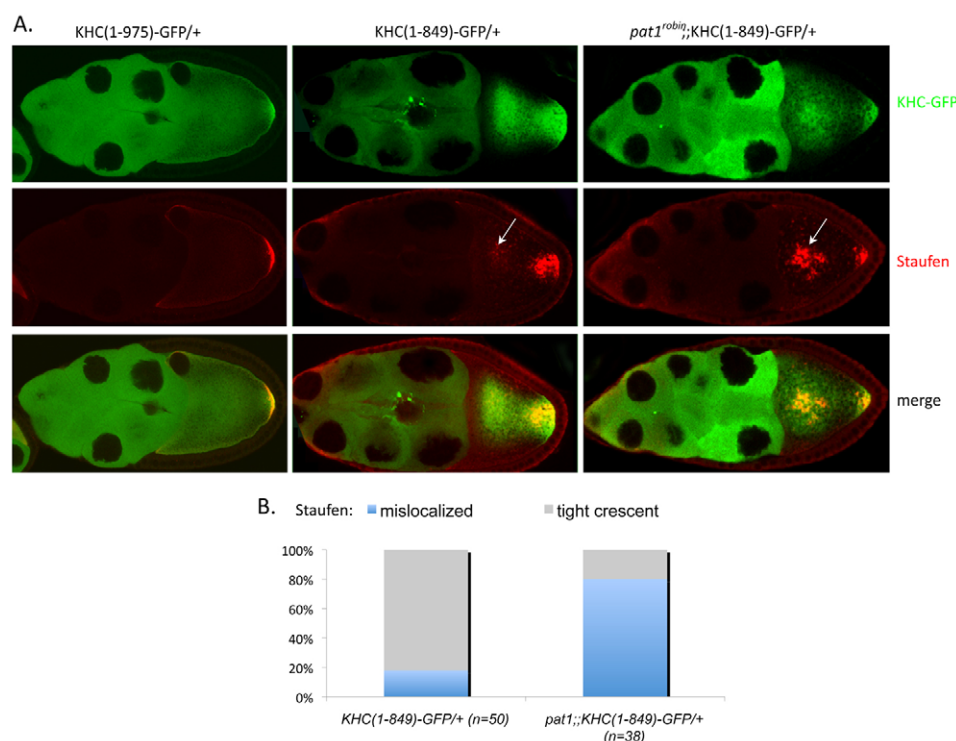 A.
KHC(1-975)-GFP/+ KHC(1-849)-GFP/+ pat1robin;;KHC(1-849)-GFP/+
KHC-GFP
Staufen
merge
B. Staufen: mislocalized tight crescent
100%
80%
60%
40%
20%
0%
KHC(1-849)-GFP/+ (n=50) pat1;;KHC(1-849)-GFP/+
(n=38)